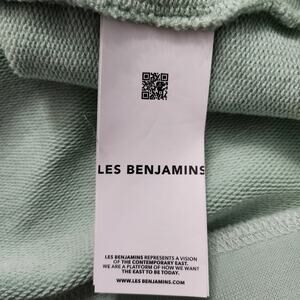 LES BENJAMINS
LES BENJAMINS REPRESENTS A VISION
OF THE CONTEMPORARY EAST.
WE ARE A PLATFORM OF HOW WE WANT
THE EAST TO BE TODAY.
WWW.LESBENJAMINS.COM